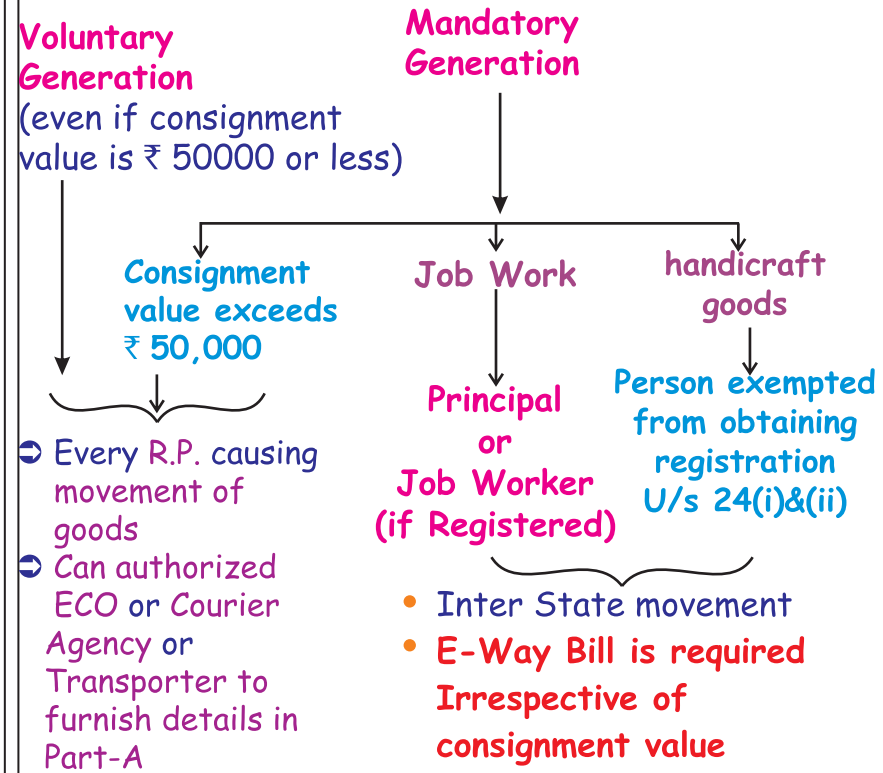 Voluntary
Generation
(even if consignment
value is ₹ 50000 or less)
Mandatory
Generation
Consignment
value exceeds
₹ 50,000
Job Work
handicraft
goods
Principal
or
Job Worker
(if Registered)
Person exempted
from obtaining
registration
U/s 24(i)&(ii)
➲ Every R.P. causing
movement of
goods
➲ Can authorized
ECO or Courier
Agency or
Transporter to
furnish details in
Part-A
• Inter State movement
• E-Way Bill is required
Irrespective of
consignment value